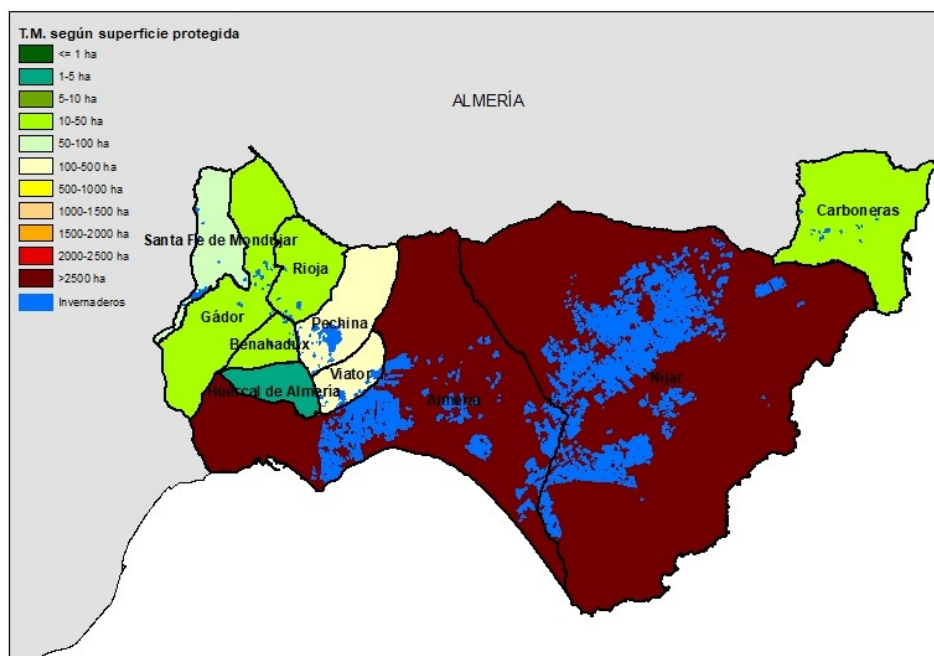 T.M. según superficie protegida
<= 1 ha
1-5 ha
5-10 ha
10-50 ha
50-100 ha
100-500 ha
500-1000 ha
1000-1500 ha
1500-2000 ha
2000-2500 ha
>2500 ha
Invernaderos
ALMERÍA
Carboneras
Santa Fe de Mondujar
Rioja
Gádor
Pechina
Benahadux
Viator
Huercal de Almería
Almería
Níjar